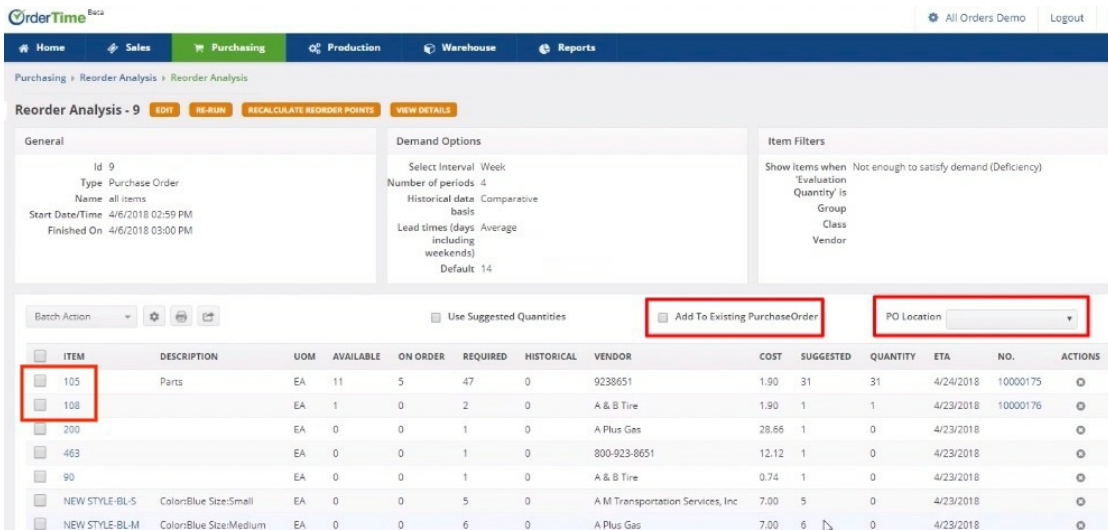 OrderTime Beta
All Orders Demo Logout
Home Sales Purchasing Production Warehouse Reports
Purchasing Reorder Analysis Reorder Analysis
Reorder Analysis - 9 EDIT RE-RUN RECALCULATE REORDER POINTS VIEW DETAILS
General
Id 9
Type Purchase Order
Name all items
Start Date/Time 4/6/2018 02:59 PM
Finished On 4/6/2018 03:00 PM
Demand Options
Select Interval Week
Number of periods 4
Historical data Comparative
basis
Lead times (days Average
including
weekends)
Default 14
Item Filters
Show items when Not enough to satisfy demand (Deficiency)
'Evaluation
Quantity' is
Group
Class
Vendor
Batch Action Use Suggested Quantities Add To Existing PurchaseOrder PO Location
ITEM DESCRIPTION UOM AVAILABLE ON ORDER REQUIRED HISTORICAL VENDOR COST SUGGESTED QUANTITY ETA NO. ACTIONS
105 Parts EA 11 5 47 0 9238651 1.90 31 31 4/24/2018 10000175
108 EA 1 0 2 0 A & B Tire 1.90 1 1 4/23/2018 10000176
200 EA 0 0 1 0 A Plus Gas 28.66 1 0 4/23/2018
463 EA 0 0 1 0 800-923-8651 12.12 1 0 4/23/2018
90 EA 0 0 1 0 A & B Tire 0.74 1 0 4/23/2018
NEW STYLE-BL-S Color:Blue Size:Small EA 0 0 5 0 A M Transportation Services, Inc 7.00 5 0 4/23/2018
NEW STYLE-BL-M Color:Blue Size:Medium EA 0 0 6 0 A Plus Gas 7.00 6 0 4/23/2018